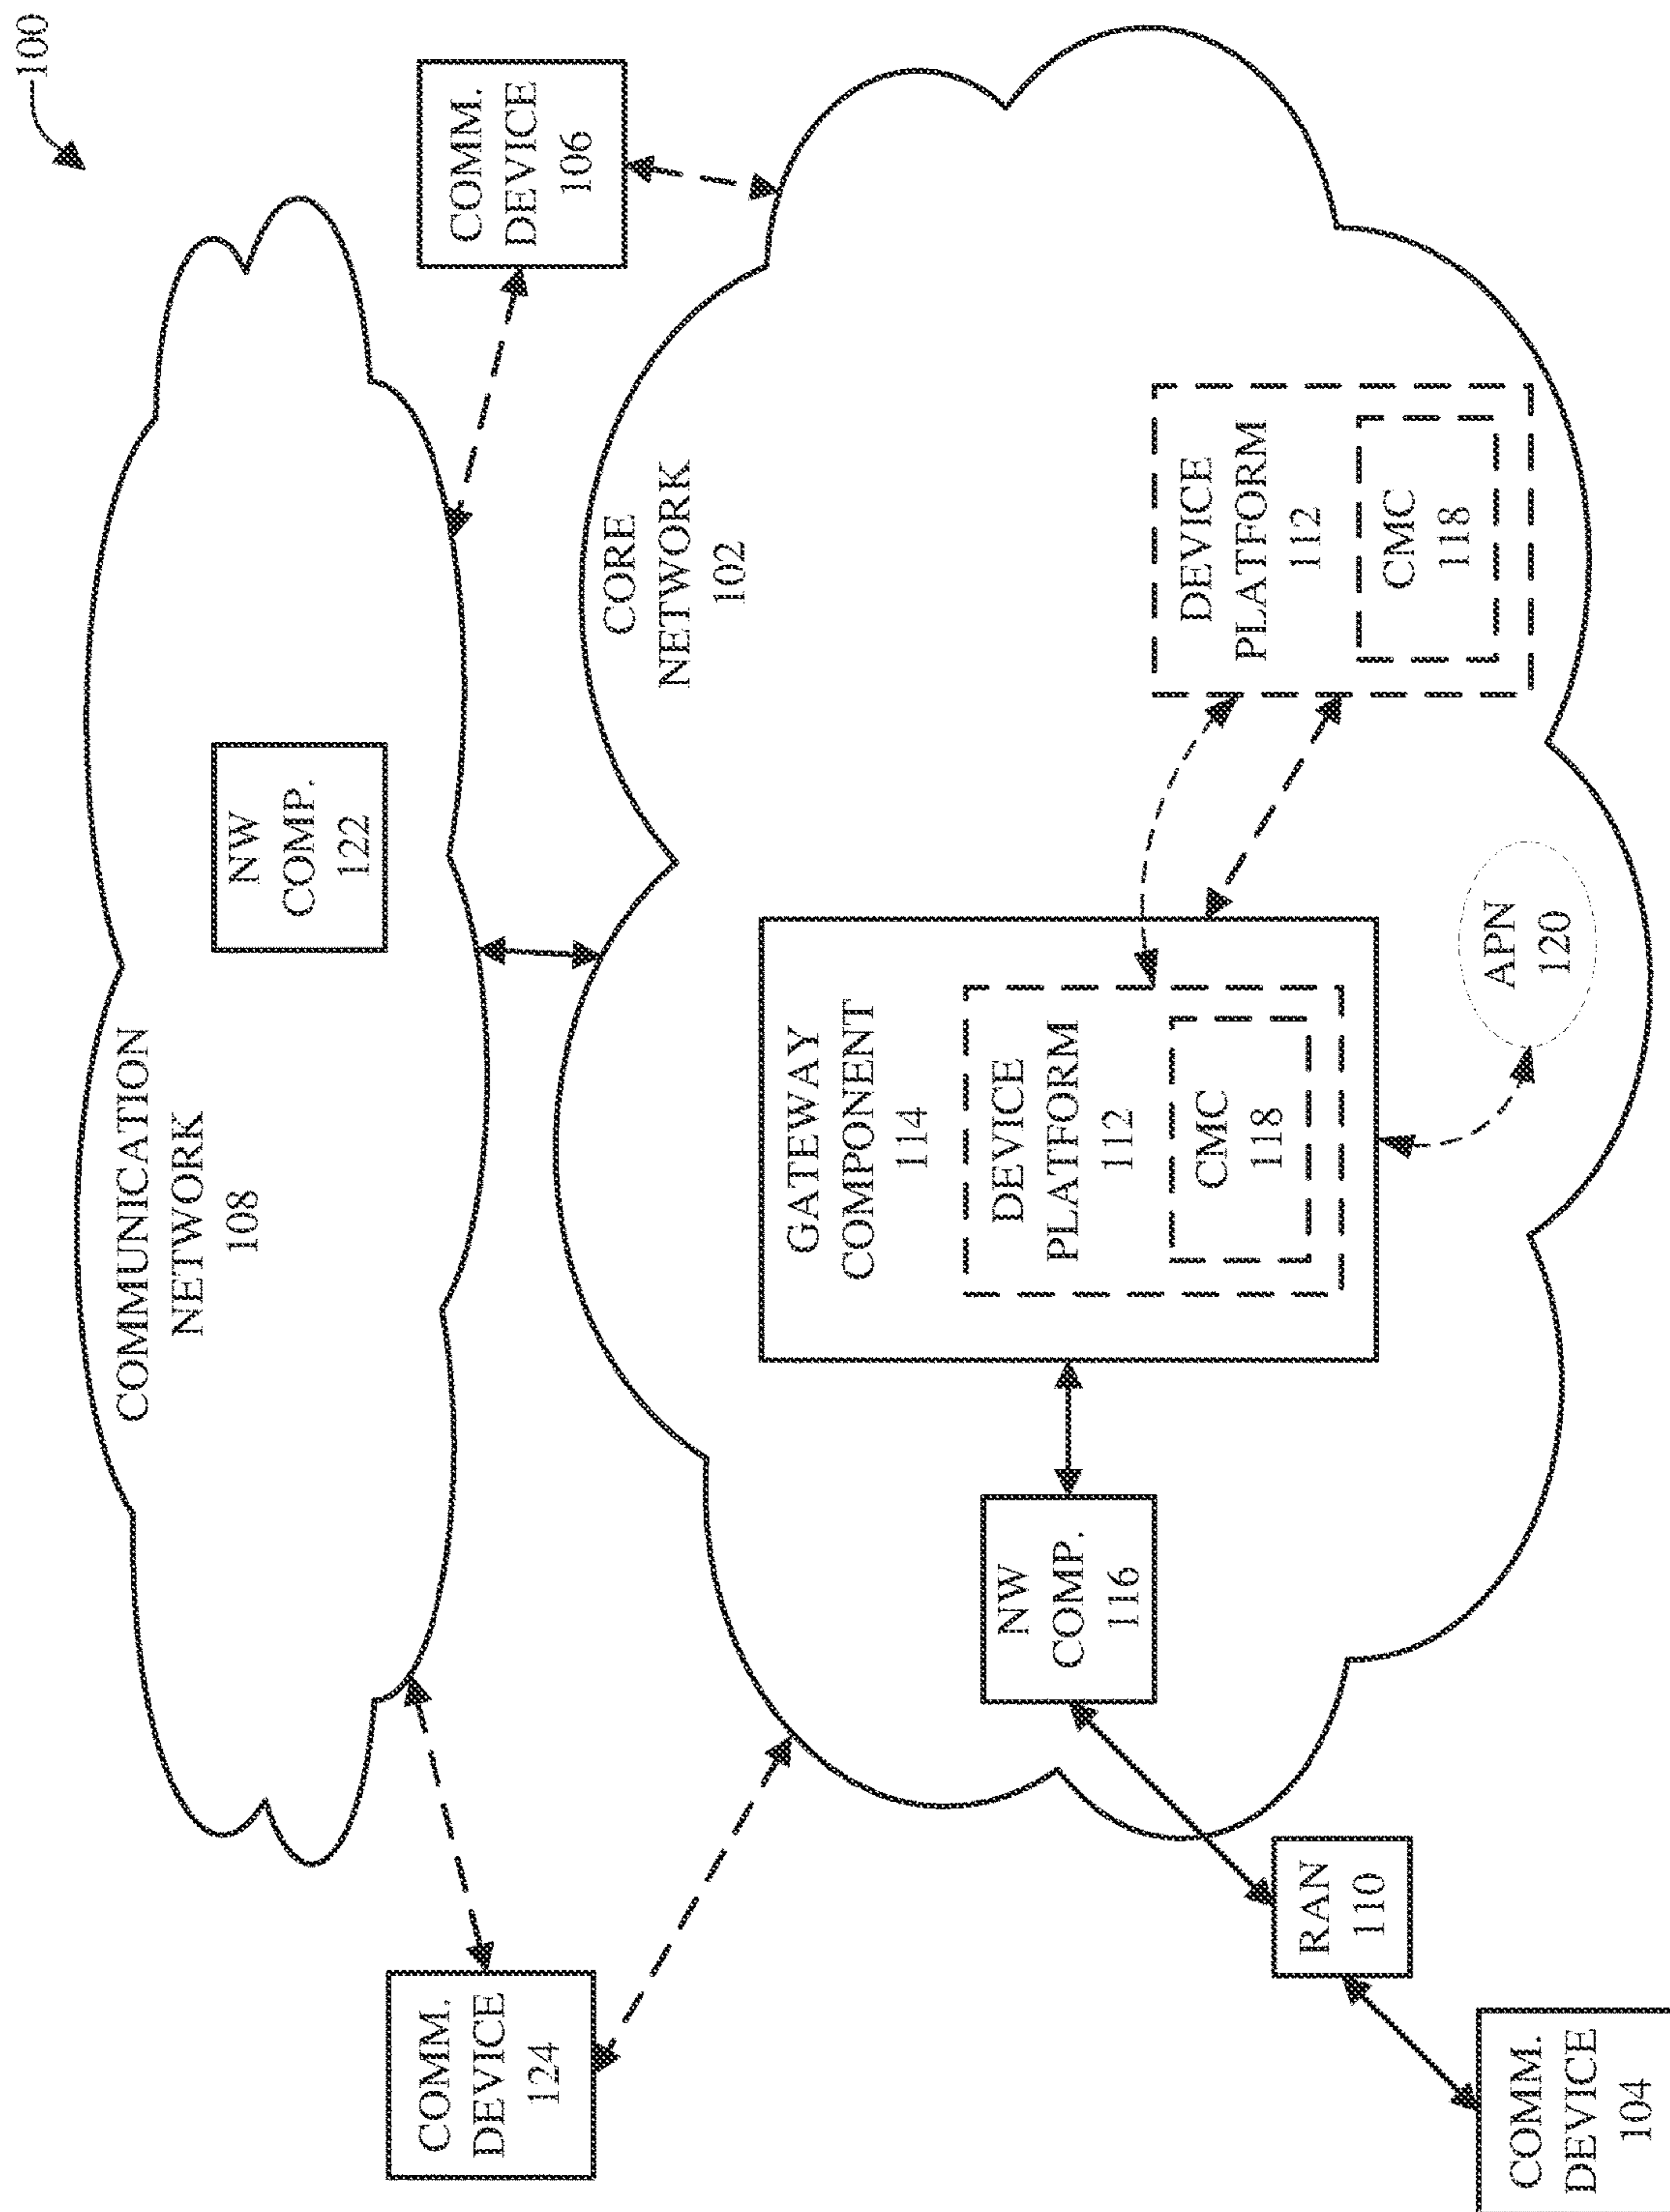 100
COMMUNICATION
NETWORK
108
NW
COMP.
122
COMM.
DEVICE
124
COMM.
DEVICE
106
CORE
NETWORK
102
GATEWAY
COMPONENT
114
DEVICE
PLATFORM
112
CMC
118
DEVICE
PLATFORM
112
CMC
118
NW
COMP.
116
APN
120
RAN
110
COMM.
DEVICE
104